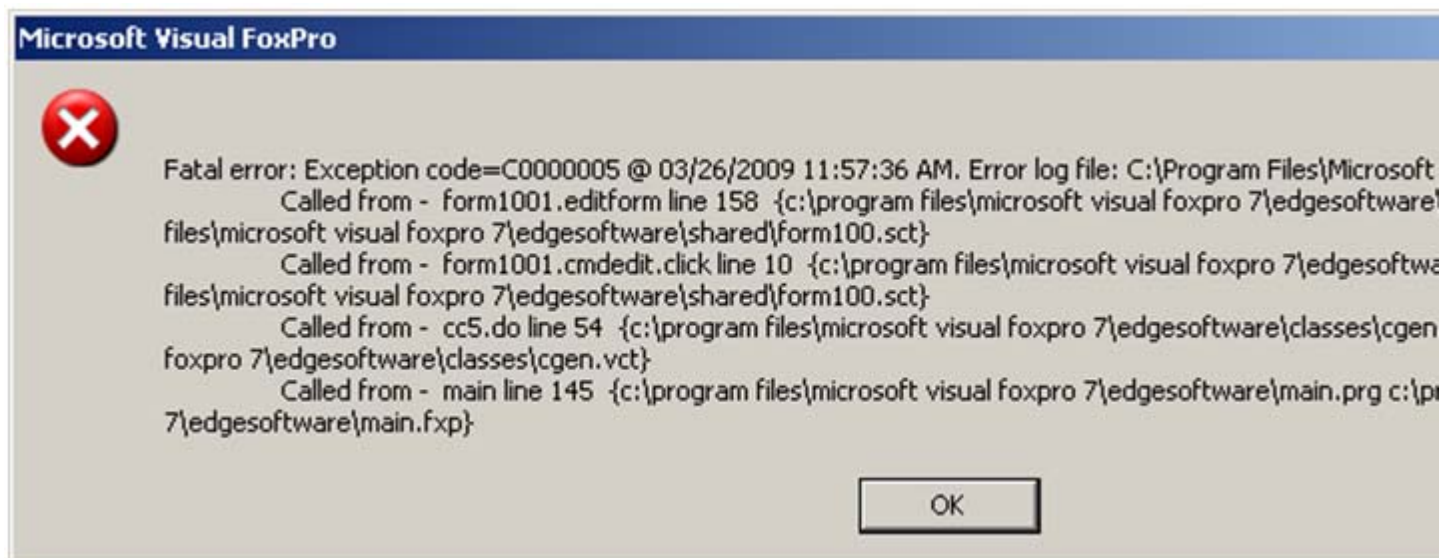 Microsoft Visual FoxPro
Fatal error: Exception code=C0000005 @ 03/26/2009 11:57:36 AM. Error log file: C:\Program Files\Microsoft
Called from - form1001.editform line 158 {c:\program files\microsoft visual foxpro 7\edgesoftware\
files\microsoft visual foxpro 7\edgesoftware\shared\form100.sct}
Called from - form1001.cmdedit.click line 10 {c:\program files\microsoft visual foxpro 7\edgesoftwa
files\microsoft visual foxpro 7\edgesoftware\shared\form100.sct}
Called from - cc5.do line 54 {c:\program files\microsoft visual foxpro 7\edgesoftware\classes\cgen
foxpro 7\edgesoftware\classes\cgen.vct}
Called from - main line 145 {c:\program files\microsoft visual foxpro 7\edgesoftware\main.prg c:\pr
7\edgesoftware\main.fxp}
OK